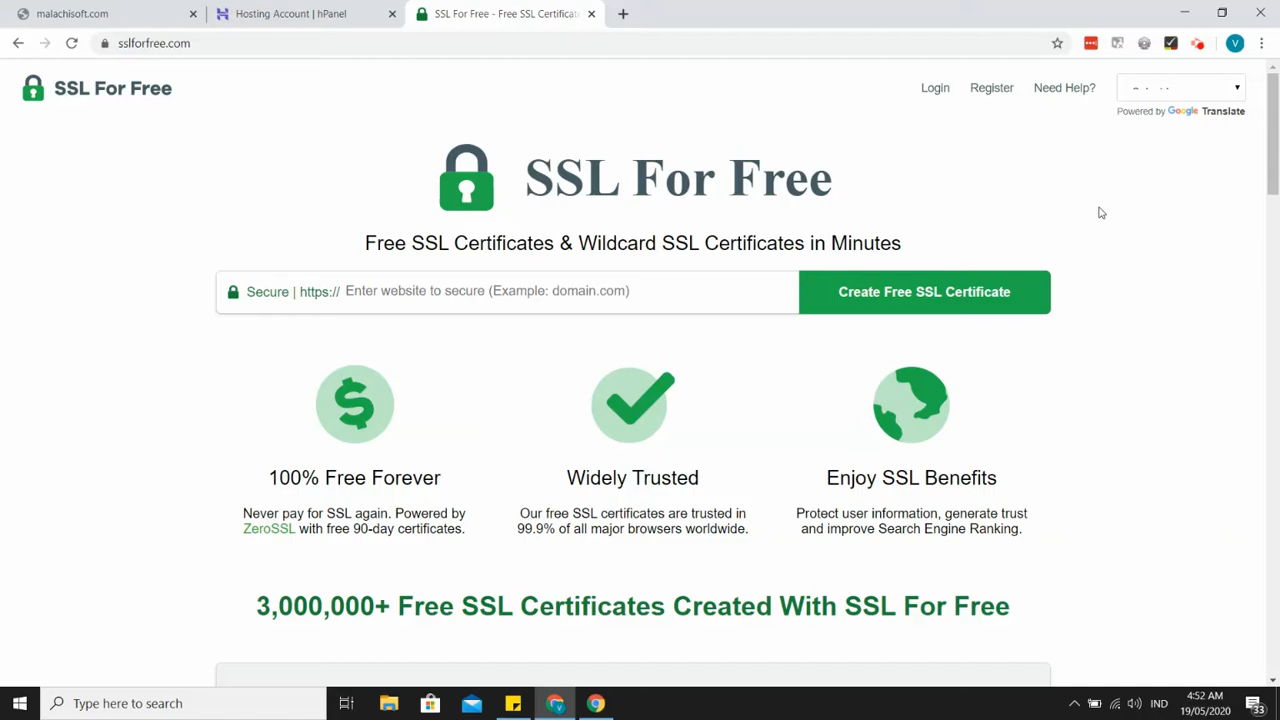 malachisoft.com
Hosting Account | hPanel
SSL For Free - Free SSL Certificat
sslforfree.com
V
SSL For Free
Login
Register
Need Help?
Powered by Google Translate
SSL For Free
Free SSL Certificates & Wildcard SSL Certificates in Minutes
Secure | https:// Enter website to secure (Example: domain.com)
Create Free SSL Certificate
100% Free Forever
Never pay for SSL again. Powered by
ZeroSSL with free 90-day certificates.
Widely Trusted
Our free SSL certificates are trusted in
99.9% of all major browsers worldwide.
Enjoy SSL Benefits
Protect user information, generate trust
and improve Search Engine Ranking.
3,000,000+ Free SSL Certificates Created With SSL For Free
Type here to search
IND
4:52 AM
19/05/2020
33